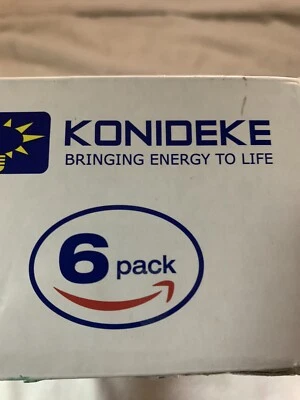 KONIDEKE
BRINGING ENERGY TO LIFE
6 pack